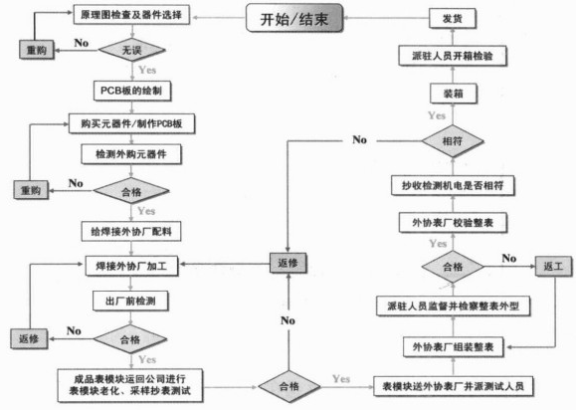 开始/结束
原理图检查及器件选择
重购
No
无误
Yes
PCB板的绘制
购买元器件/制作PCB板
检测外购元器件
重购
No
合格
Yes
给焊接外协厂配料
焊接外协厂加工
出厂前检测
返修
No
合格
Yes
成品表模块运回公司进行
表模块老化、采样抄表测试
合格
No
返修
Yes
表模块送外协表厂并派测试人员
外协表厂组装整表
派驻人员监督并检察整表外型
合格
No
返工
Yes
外协表厂校验整表
抄收检测机电是否相符
相符
No
Yes
装箱
派驻人员开箱检验
发货